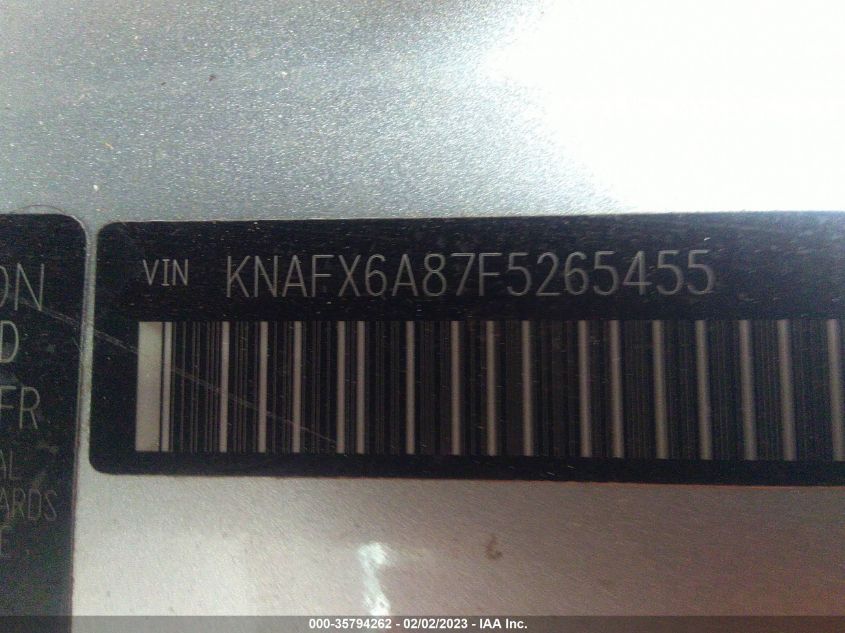 VIN KNAFX6A87F5265455
ON
D
FR
AL
ARDS
E
000-35794262 - 02/02/2023 - IAA Inc.